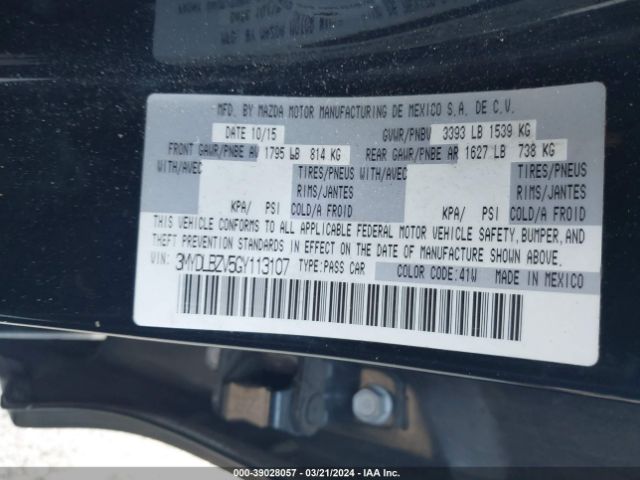 MFD. BY MAZDA MOTOR MANUFACTURING DE MEXICO S.A. DE C.V.
DATE 10/15 GVWR/PNBV 3393 LB 1539 KG
FRONT GAWR/PNBE AV 1795 LB 814 KG REAR GAWR/PNBE AR 1627 LB 738 KG
WITH/AVEC TIRES/PNEUS WITH/AVEC TIRES/PNEUS
RIMS/JANTES RIMS/JANTES
KPA/ PSI COLD/A FROID KPA/ PSI COLD/A FROID
THIS VEHICLE CONFORMS TO ALL APPLICABLE FEDERAL MOTOR VEHICLE SAFETY, BUMPER, AND
THEFT PREVENTION STANDARDS IN EFFECT ON THE DATE OF MANUFACTURE SHOWN ABOVE.
VIN: 3MYDLBZV5GY113107 TYPE:PASS CAR COLOR CODE:41W MADE IN MEXICO
000-39028057 - 03/21/2024 - IAA Inc.